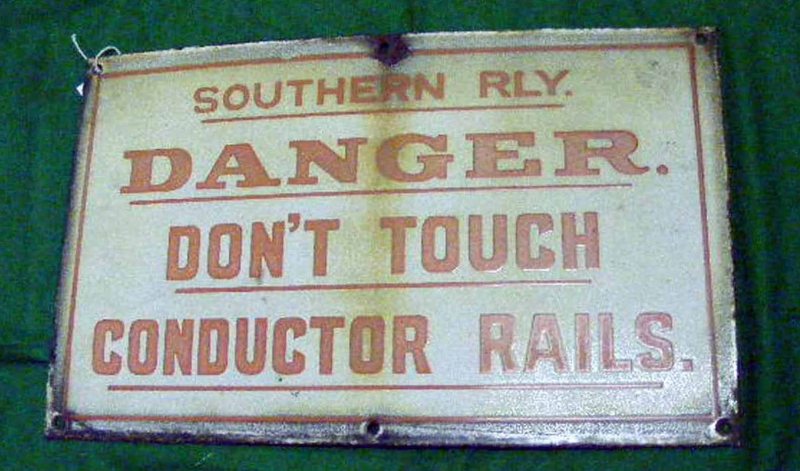 SOUTHERN RLY.
DANGER.
DON'T TOUCH
CONDUCTOR RAILS.